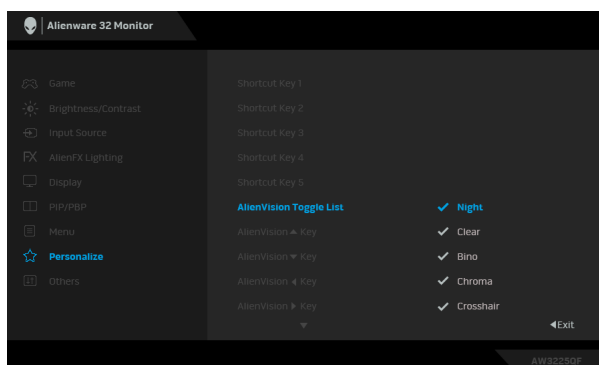 Alienware 32 Monitor
Game
Shortcut Key 1
Brightness/Contrast
Shortcut Key 2
Input Source
Shortcut Key 3
FX AlienFX Lighting
Shortcut Key 4
Display
Shortcut Key 5
PIP/PBP
AlienVision Toggle List ✓ Night
Menu
AlienVision ▲ Key ✓ Clear
Personalize
AlienVision ▼ Key ✓ Bino
Others
AlienVision ◀ Key ✓ Chroma
AlienVision ▶ Key ✓ Crosshair
▼
◀Exit
AW3225QF